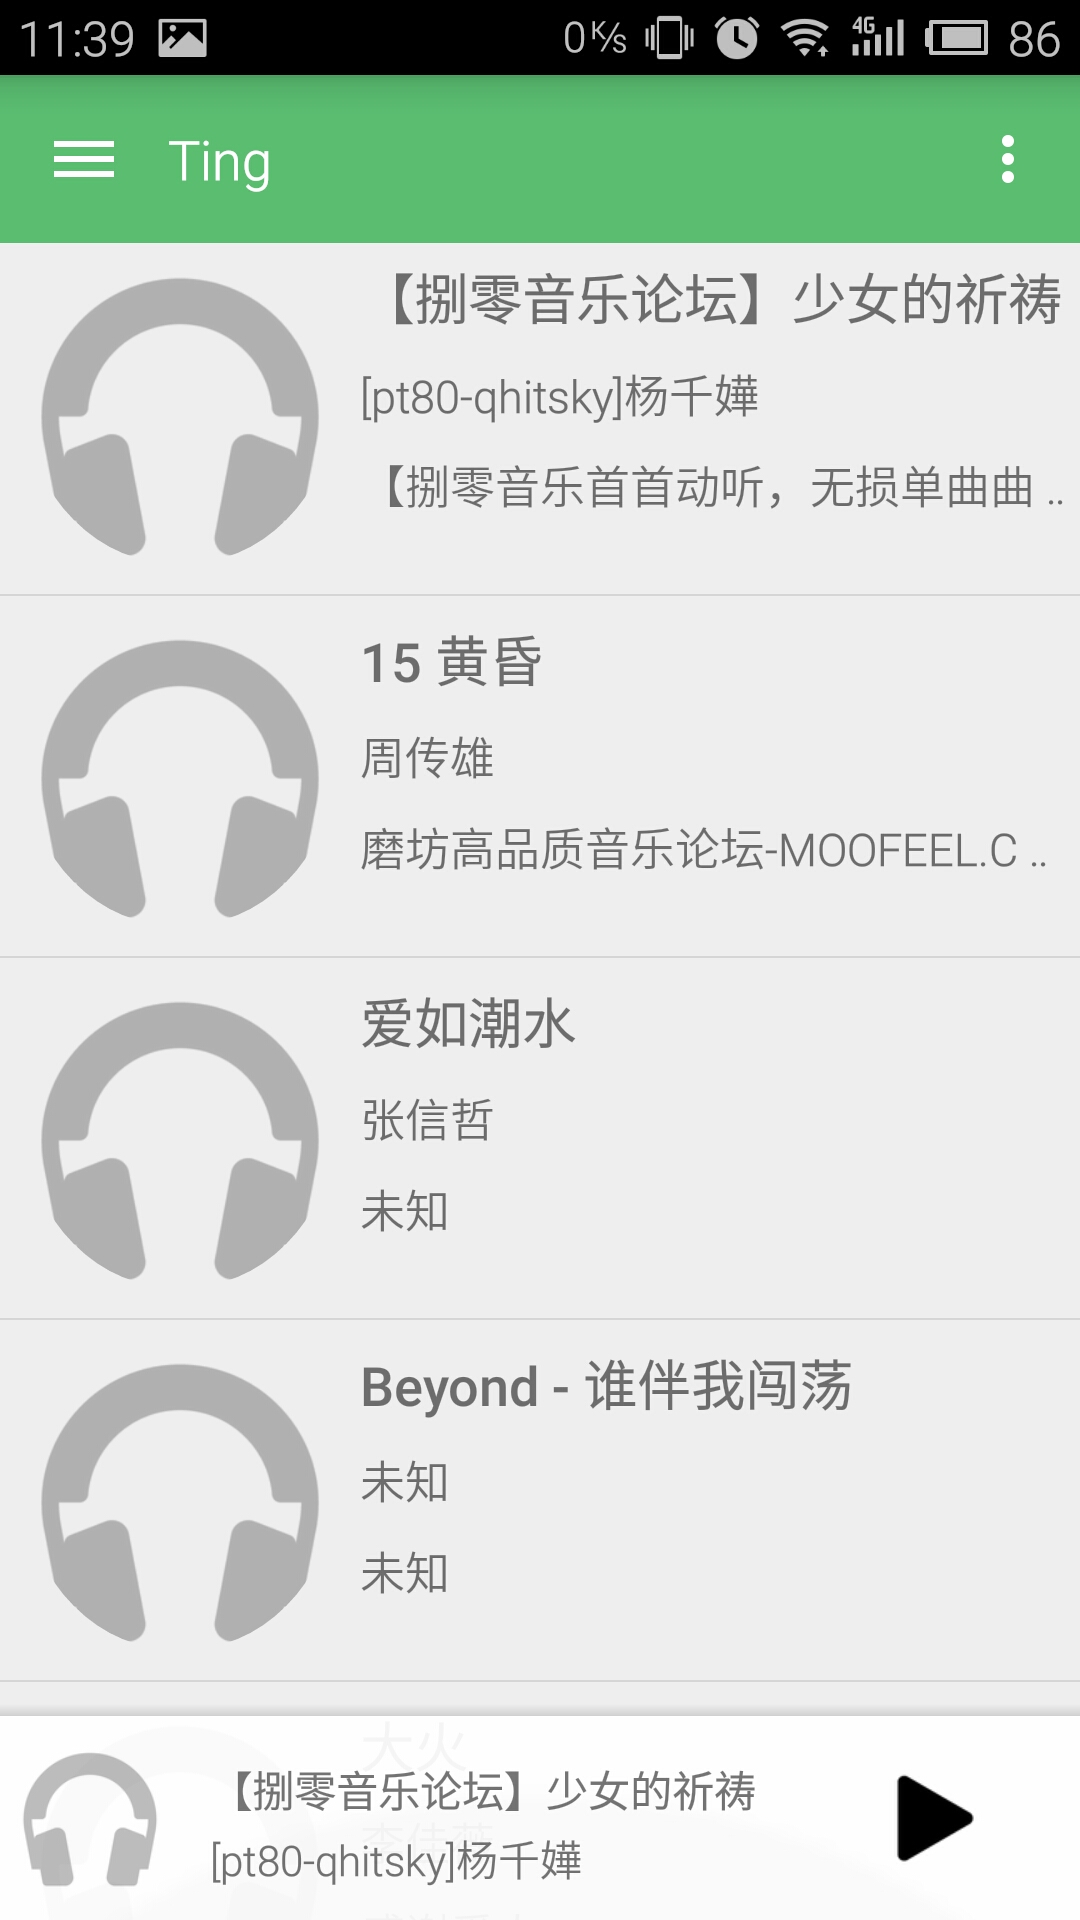 11:39 0 K/s 4G 86
Ting
【捌零音乐论坛】少女的祈祷
[pt80-qhitsky]杨千嬅
【捌零音乐首首动听，无损单曲曲 ..
15 黄昏
周传雄
磨坊高品质音乐论坛-MOOFEEL.C ..
爱如潮水
张信哲
未知
Beyond - 谁伴我闯荡
未知
未知
大火
【捌零音乐论坛】少女的祈祷
李佳薇
[pt80-qhitsky]杨千嬅